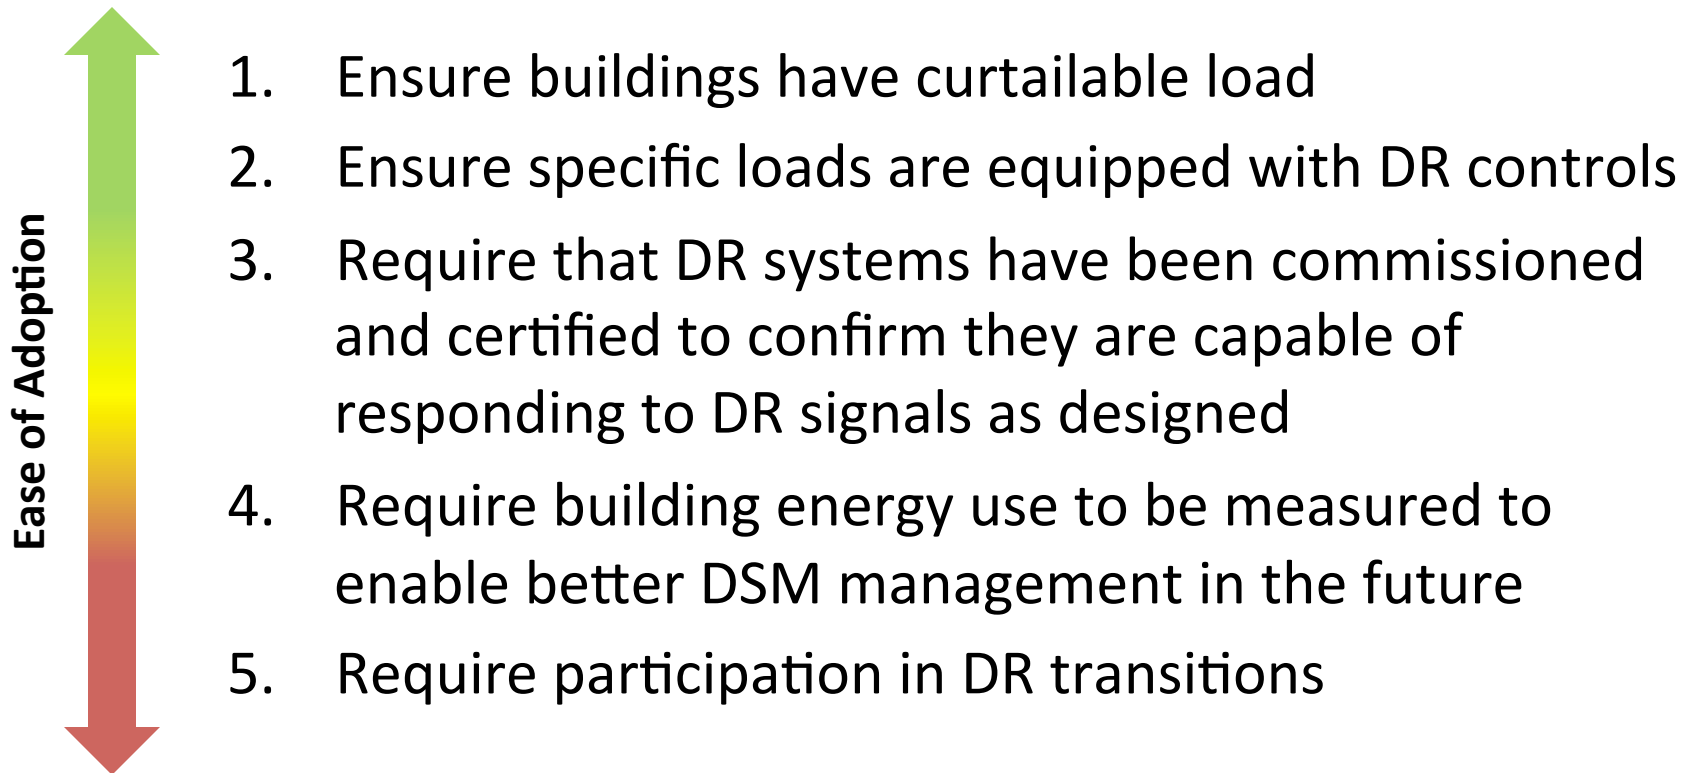 Ease of Adoption
1. Ensure buildings have curtailable load
2. Ensure specific loads are equipped with DR controls
3. Require that DR systems have been commissioned
and certified to confirm they are capable of
responding to DR signals as designed
4. Require building energy use to be measured to
enable better DSM management in the future
5. Require participation in DR transitions